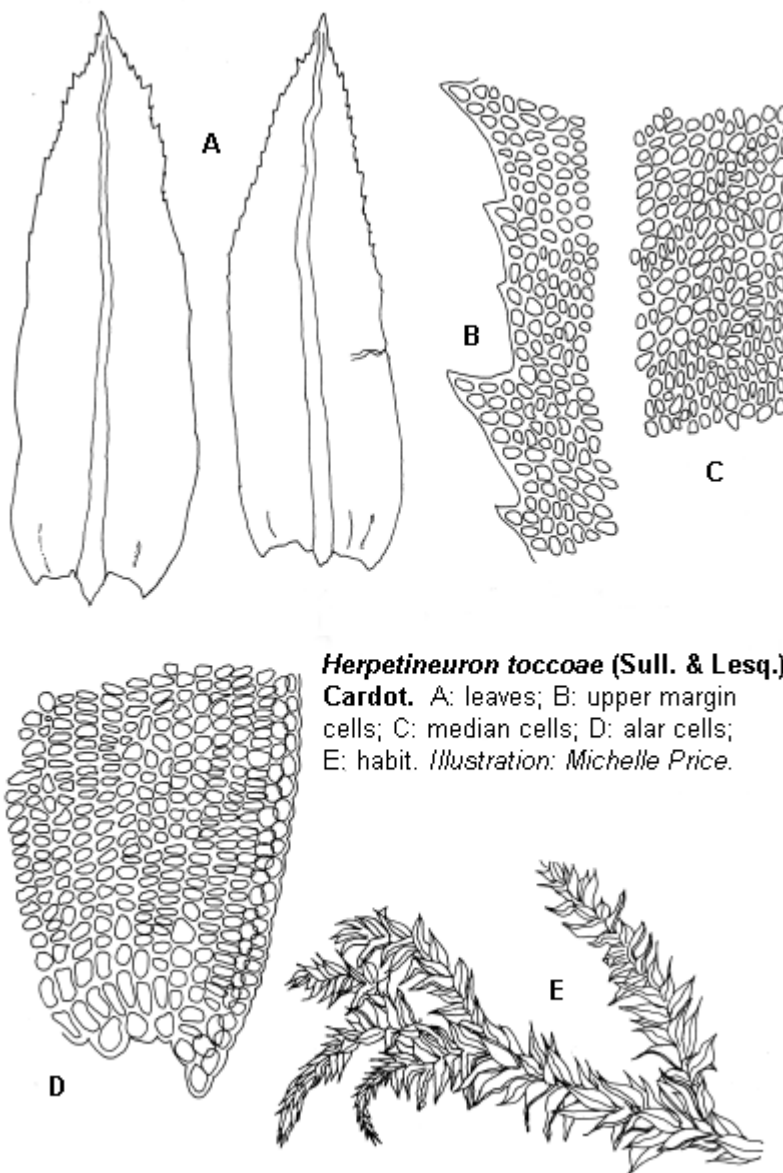 A
B
C
Herpetineuron toccoae (Sull. & Lesq.)
Cardot. A: leaves; B: upper margin
cells; C: median cells; D: alar cells;
E: habit. Illustration: Michelle Price.
D
E